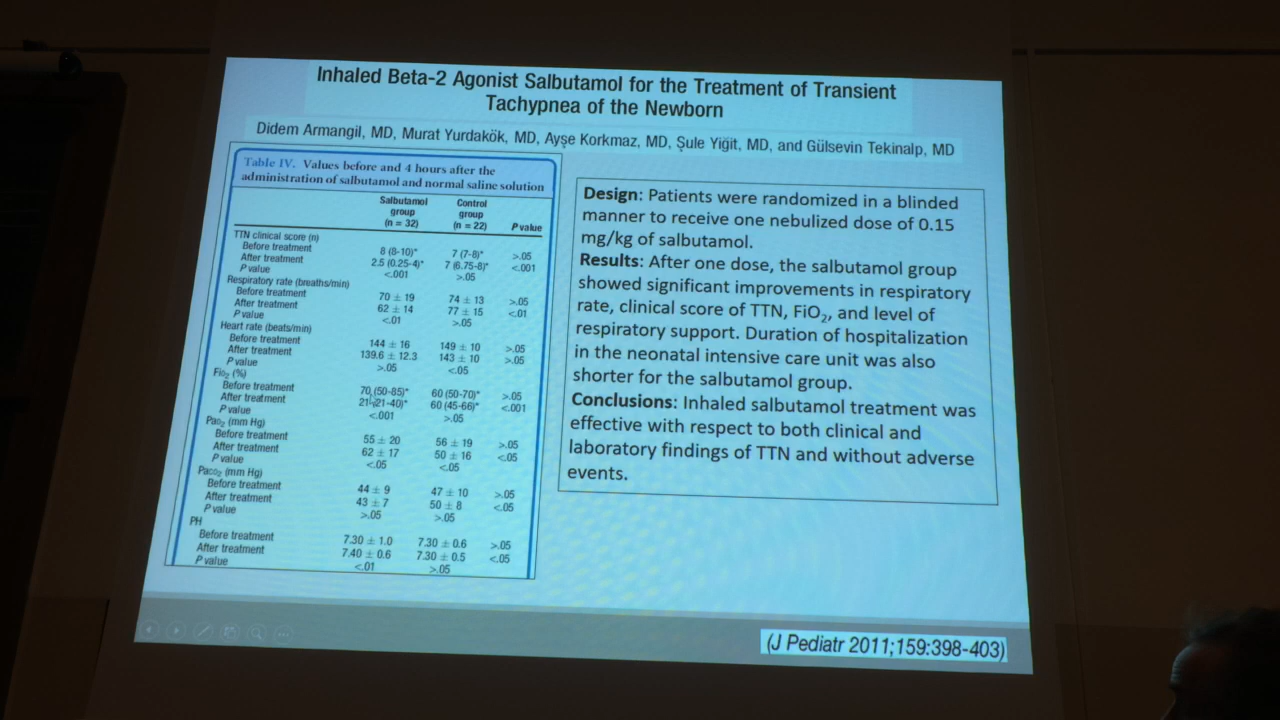 Inhaled Beta-2 Agonist Salbutamol for the Treatment of Transient
Tachypnea of the Newborn
Didem Armangil, MD, Murat Yurdakök, MD, Ayşe Korkmaz, MD, Şule Yiğit, MD, and Gülsevin Tekinalp, MD
Table IV. Values before and 4 hours after the
administration of salbutamol and normal saline solution
Salbutamol group (n = 32) Control group (n = 22) P value
TTN clinical score (n)
Before treatment 8 (8-10)* 7 (7-8)* >.05
After treatment 2.5 (0.25-4)* 7 (6.75-8)* <.001
P value <.001 >.05
Respiratory rate (breaths/min)
Before treatment 70 ± 19 74 ± 13 >.05
After treatment 62 ± 14 77 ± 15 <.01
P value <.01 >.05
Heart rate (beats/min)
Before treatment 144 ± 16 149 ± 10 >.05
After treatment 139.6 ± 12.3 143 ± 10 >.05
P value >.05 <.05
Fio₂ (%)
Before treatment 70 (50-85)* 60 (50-70)* >.05
After treatment 21 (21-40)* 60 (45-66)* <.001
P value <.001 >.05
Pao₂ (mm Hg)
Before treatment 55 ± 20 56 ± 19 >.05
After treatment 62 ± 17 50 ± 16 <.05
P value <.05 <.05
Paco₂ (mm Hg)
Before treatment 44 ± 9 47 ± 10 >.05
After treatment 43 ± 7 50 ± 8 <.05
P value >.05 >.05
PH
Before treatment 7.30 ± 1.0 7.30 ± 0.6 >.05
After treatment 7.40 ± 0.6 7.30 ± 0.5 <.05
P value <.01 >.05
Design: Patients were randomized in a blinded
manner to receive one nebulized dose of 0.15
mg/kg of salbutamol.
Results: After one dose, the salbutamol group
showed significant improvements in respiratory
rate, clinical score of TTN, FiO₂, and level of
respiratory support. Duration of hospitalization
in the neonatal intensive care unit was also
shorter for the salbutamol group.
Conclusions: Inhaled salbutamol treatment was
effective with respect to both clinical and
laboratory findings of TTN and without adverse
events.
(J Pediatr 2011;159:398-403)